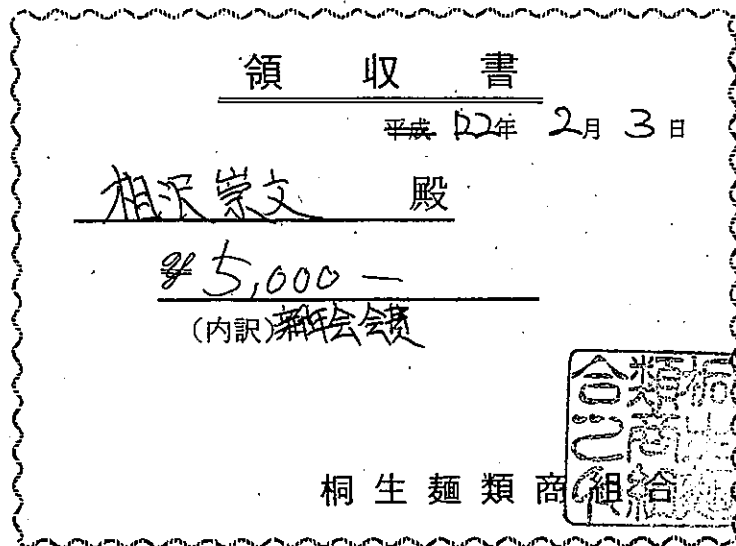 領収書
平成 22年 2月 3日
相沢崇文 殿
¥5,000―
(内訳)新年会会費
桐生麺類商組合